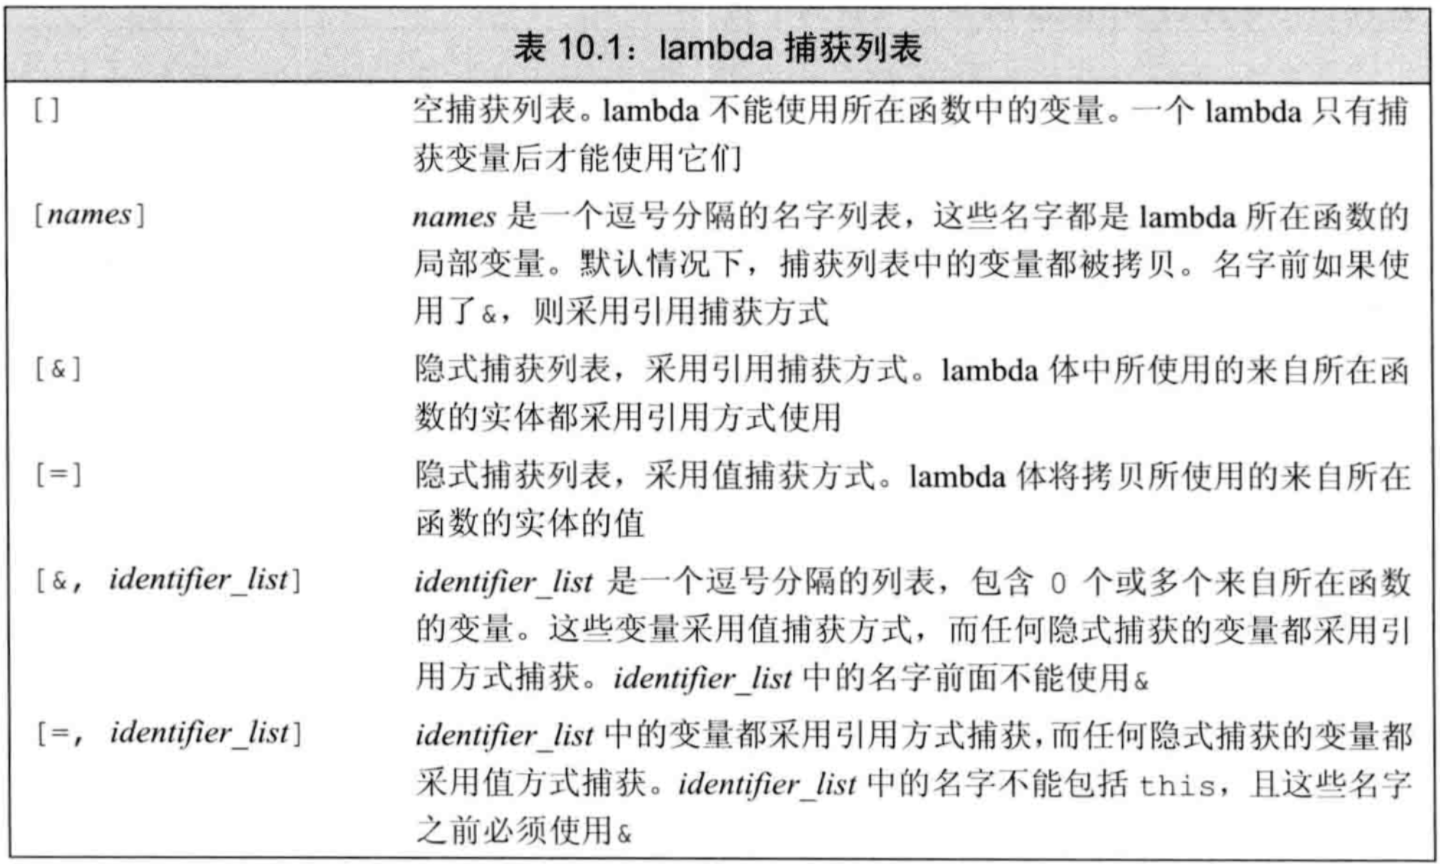 表 10.1：lambda 捕获列表
[] 空捕获列表。lambda 不能使用所在函数中的变量。一个 lambda 只有捕
获变量后才能使用它们
[names] names 是一个逗号分隔的名字列表，这些名字都是 lambda 所在函数的
局部变量。默认情况下，捕获列表中的变量都被拷贝。名字前如果使
用了&，则采用引用捕获方式
[&] 隐式捕获列表，采用引用捕获方式。lambda 体中所使用的来自所在函
数的实体都采用引用方式使用
[=] 隐式捕获列表，采用值捕获方式。lambda 体将拷贝所使用的来自所在
函数的实体的值
[&, identifier_list] identifier_list 是一个逗号分隔的列表，包含 0 个或多个来自所在函数
的变量。这些变量采用值捕获方式，而任何隐式捕获的变量都采用引
用方式捕获。identifier_list 中的名字前面不能使用&
[=, identifier_list] identifier_list 中的变量都采用引用方式捕获，而任何隐式捕获的变量都
采用值方式捕获。identifier_list 中的名字不能包括 this，且这些名字
之前必须使用&